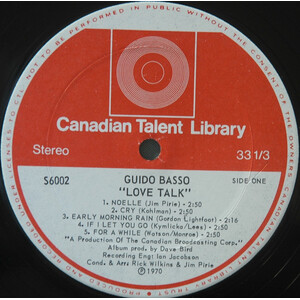 Canadian Talent Library
Stereo
33 1/3
S6002
GUIDO BASSO
SIDE ONE
"LOVE TALK"
1. NOELLE (Jim Pirie) - 2:50
2. CRY (Kohlman) - 2:50
3. EARLY MORNING RAIN (Gordon Lightfoot) - 2:16
4. IF I LET YOU GO (Kymlicka/Lees) - 2:50
5. FOR A WHILE (Watson/Monroe) - 2:50
"A Production Of The Canadian Broadcasting Corp."
Album prod. by - Dave Bird
Recording Eng: Ian Jacobson
Cond. & Arr: Rick Wilkins & Jim Pirie
℗ 1970